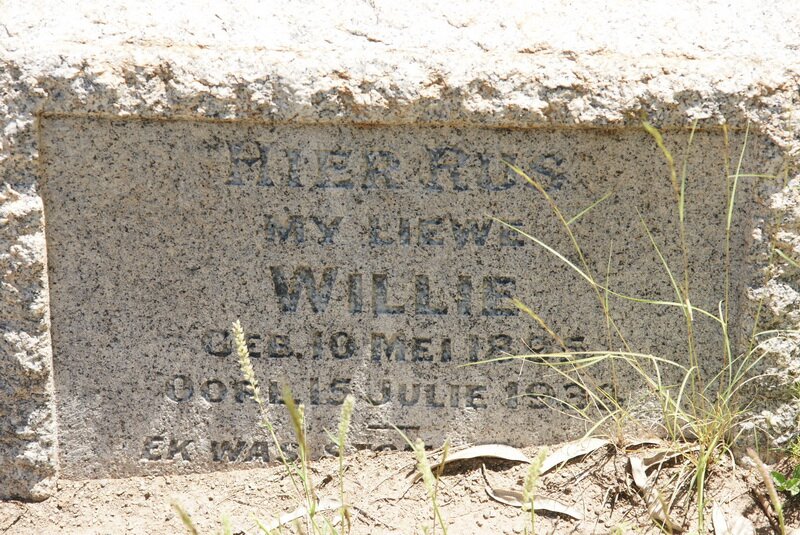 HIER RUS
MY LIEWE
WILLIE
GEB. 10 MEI
OORL. 15 JULIE
EK WAS